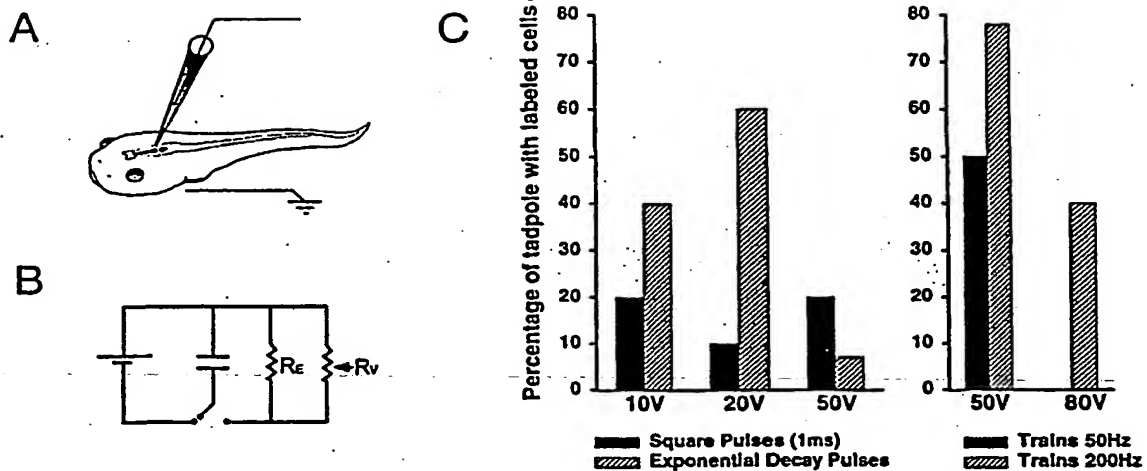 A
B
RE
RV
C
Percentage of tadpole with labeled cells
80
70
60
50
40
30
20
10
0
10V 20V 50V
Square Pulses (1ms)
Exponential Decay Pulses
80
70
60
50
40
30
20
10
0
50V 80V
Trains 50Hz
Trains 200Hz